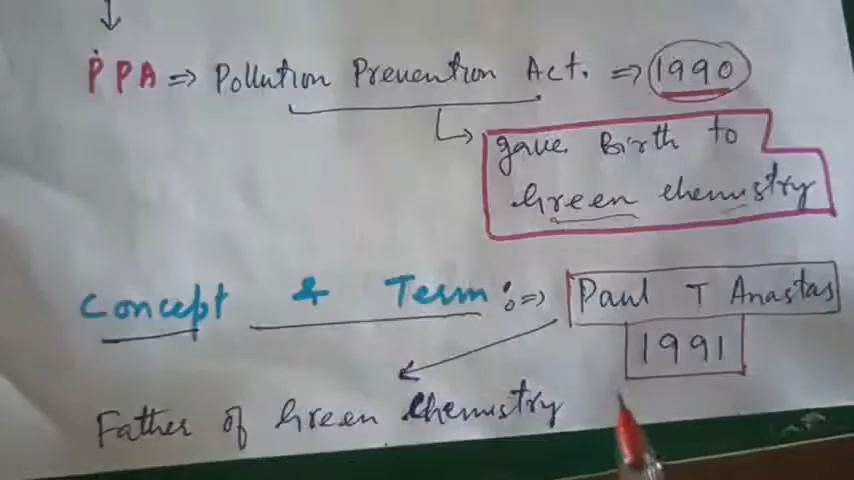 PPA => Pollution Prevention Act. => 1990
gave Birth to
Green chemistry
Concept & Term :=> Paul T Anastas
1991
Father of Green Chemistry